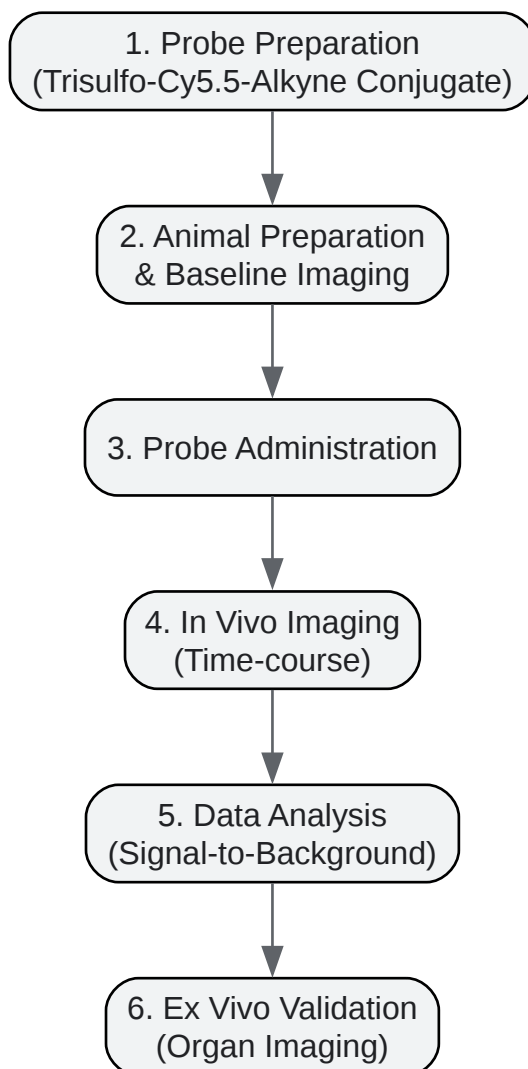 1. Probe Preparation
(Trisulfo-Cy5.5-Alkyne Conjugate)
2. Animal Preparation
& Baseline Imaging
3. Probe Administration
4. In Vivo Imaging
(Time-course)
5. Data Analysis
(Signal-to-Background)
6. Ex Vivo Validation
(Organ Imaging)